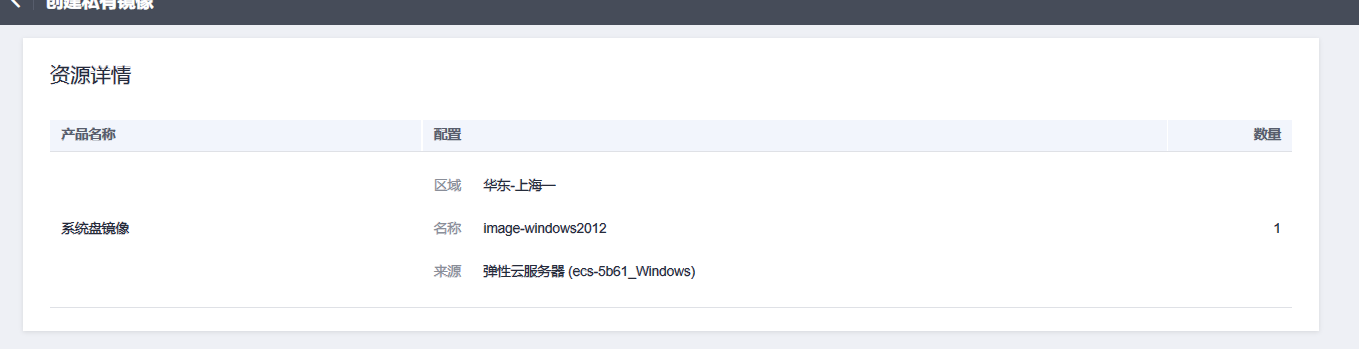 创建私有镜像
资源详情
产品名称 配置 数量
区域 华东-上海一
系统盘镜像 名称 image-windows2012 1
来源 弹性云服务器 (ecs-5b61_Windows)